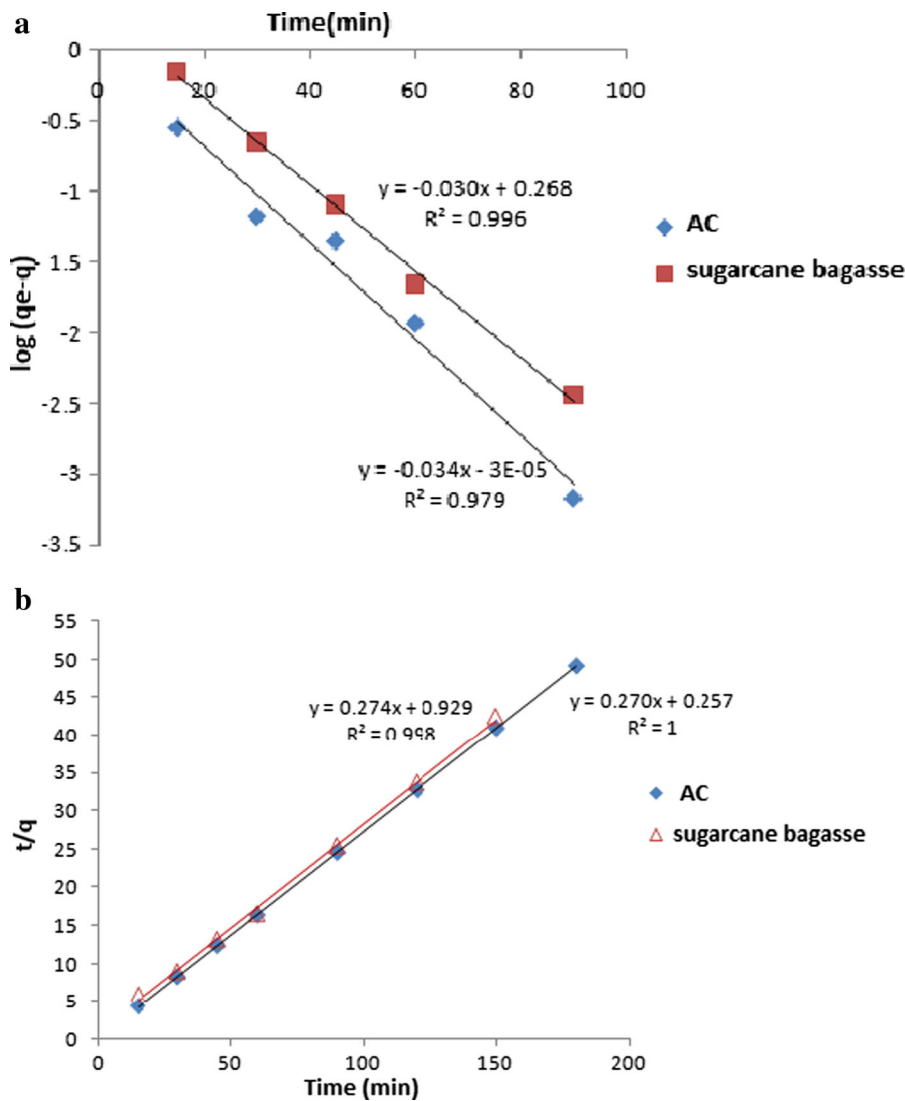 a
Time(min)
0
0 20 40 60 80 100
-0.5
-1
-1.5
-2
-2.5
-3
-3.5
log (qe-q)
y = -0.030x + 0.268
R² = 0.996
y = -0.034x - 3E-05
R² = 0.979
AC
sugarcane bagasse
b
55
50
45
40
35
30
25
20
15
10
5
0
t/q
y = 0.274x + 0.929
R² = 0.998
y = 0.270x + 0.257
R² = 1
AC
sugarcane bagasse
0 50 100 150 200
Time (min)